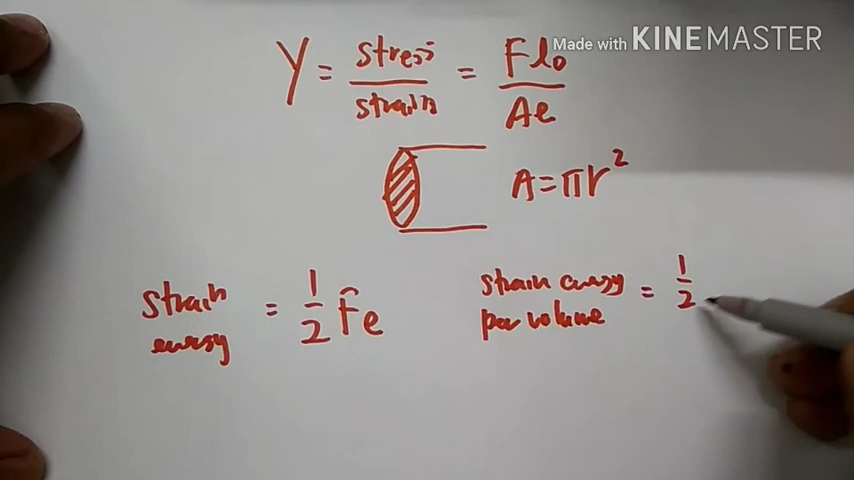 Made with KINEMASTER
Y = stress / strain = Fl₀ / Ae
A = πr²
strain energy = 1/2 Fe
strain energy per volume = 1/2